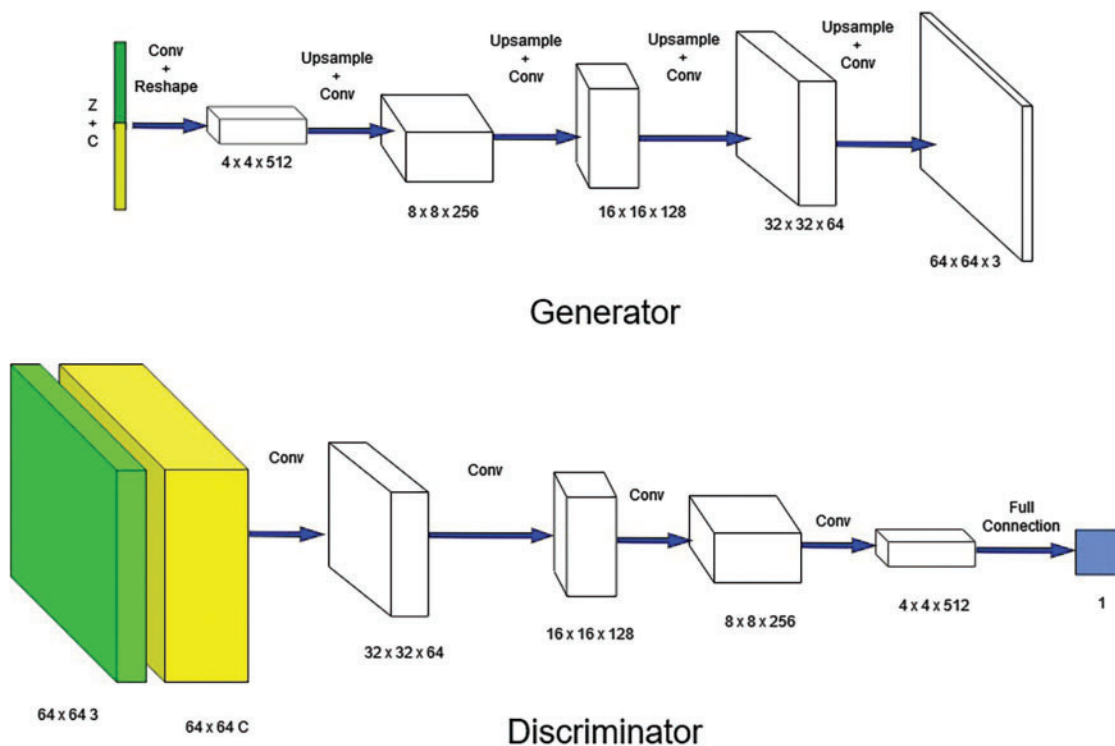 Z
+
C
Conv
+
Reshape
4 x 4 x 512
Upsample
+
Conv
8 x 8 x 256
Upsample
+
Conv
16 x 16 x 128
Upsample
+
Conv
32 x 32 x 64
Upsample
+
Conv
64 x 64 x 3
Generator
64 x 64 3
64 x 64 C
Conv
32 x 32 x 64
Conv
16 x 16 x 128
Conv
8 x 8 x 256
Conv
4 x 4 x 512
Full
Connection
1
Discriminator